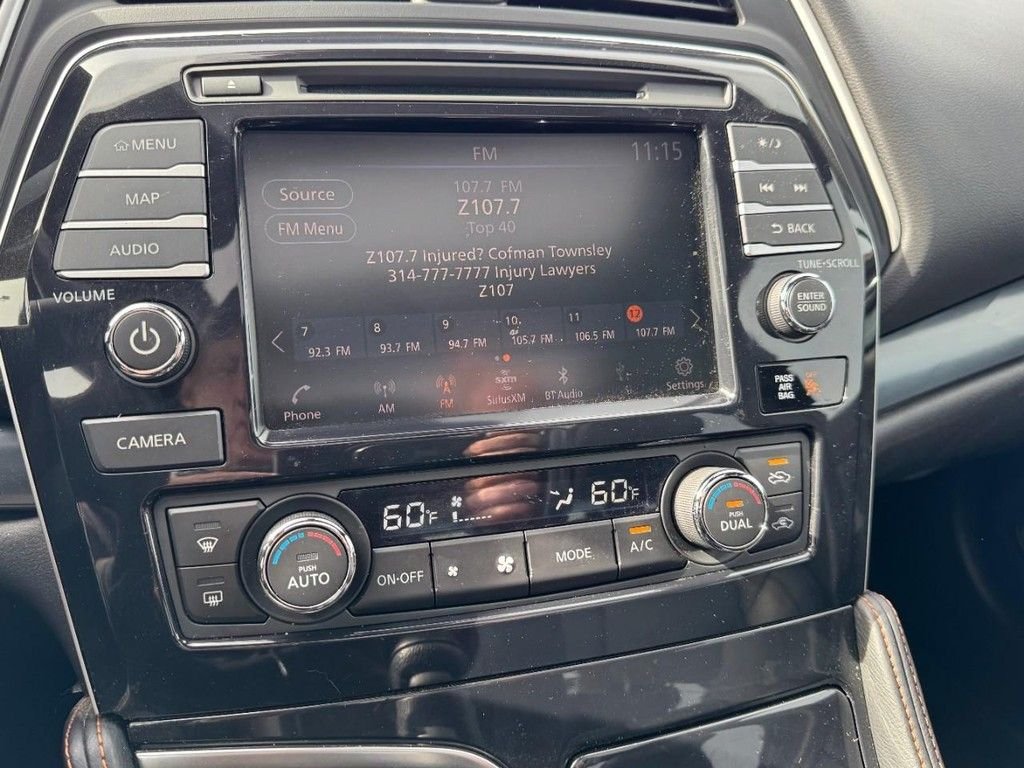 MENU
MAP
AUDIO
VOLUME
CAMERA
FM
11:15
Source
FM Menu
107.7 FM
Z107.7
Top 40
Z107.7 Injured? Cofman Townsley
314-777-7777 Injury Lawyers
Z107
7 8 9 10 11 12
92.3 FM 93.7 FM 94.7 FM 105.7 FM 106.5 FM 107.7 FM
Phone
AM
FM
SXM
SiriusXM
BT Audio
Settings
BACK
TUNE•SCROLL
ENTER
SOUND
PASS
AIR
BAG
OFF
60°F
60°F
PUSH
AUTO
ON•OFF
MODE
A/C
PUSH
DUAL